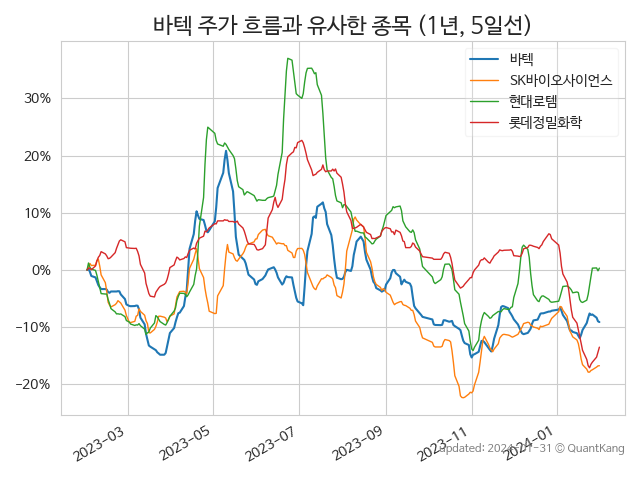 바텍 주가 흐름과 유사한 종목 (1년, 5일선)
바텍
SK바이오사이언스
현대로템
롯데정밀화학
30%
20%
10%
0%
−10%
−20%
2023-03
2023-05
2023-07
2023-09
2023-11
2024-01
updated: 2024-01-31 © QuantKang